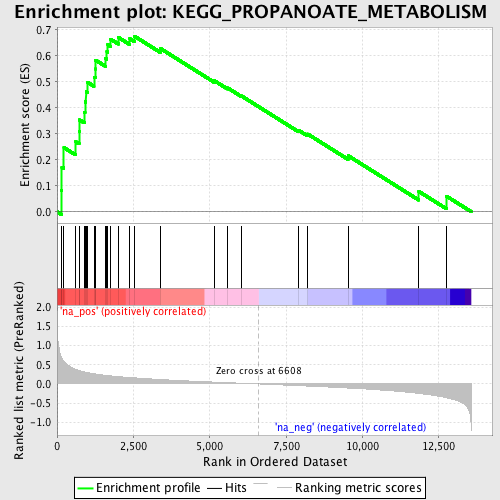 Enrichment plot: KEGG_PROPANOATE_METABOLISM
Enrichment score (ES)
0.7
0.6
0.5
0.4
0.3
0.2
0.1
0.0
'na_pos' (positively correlated)
Ranked list metric (PreRanked)
2.0
1.5
1.0
0.5
0.0
-0.5
-1.0
Zero cross at 6608
'na_neg' (negatively correlated)
0
2,500
5,000
7,500
10,000
12,500
Rank in Ordered Dataset
Enrichment profile
Hits
Ranking metric scores